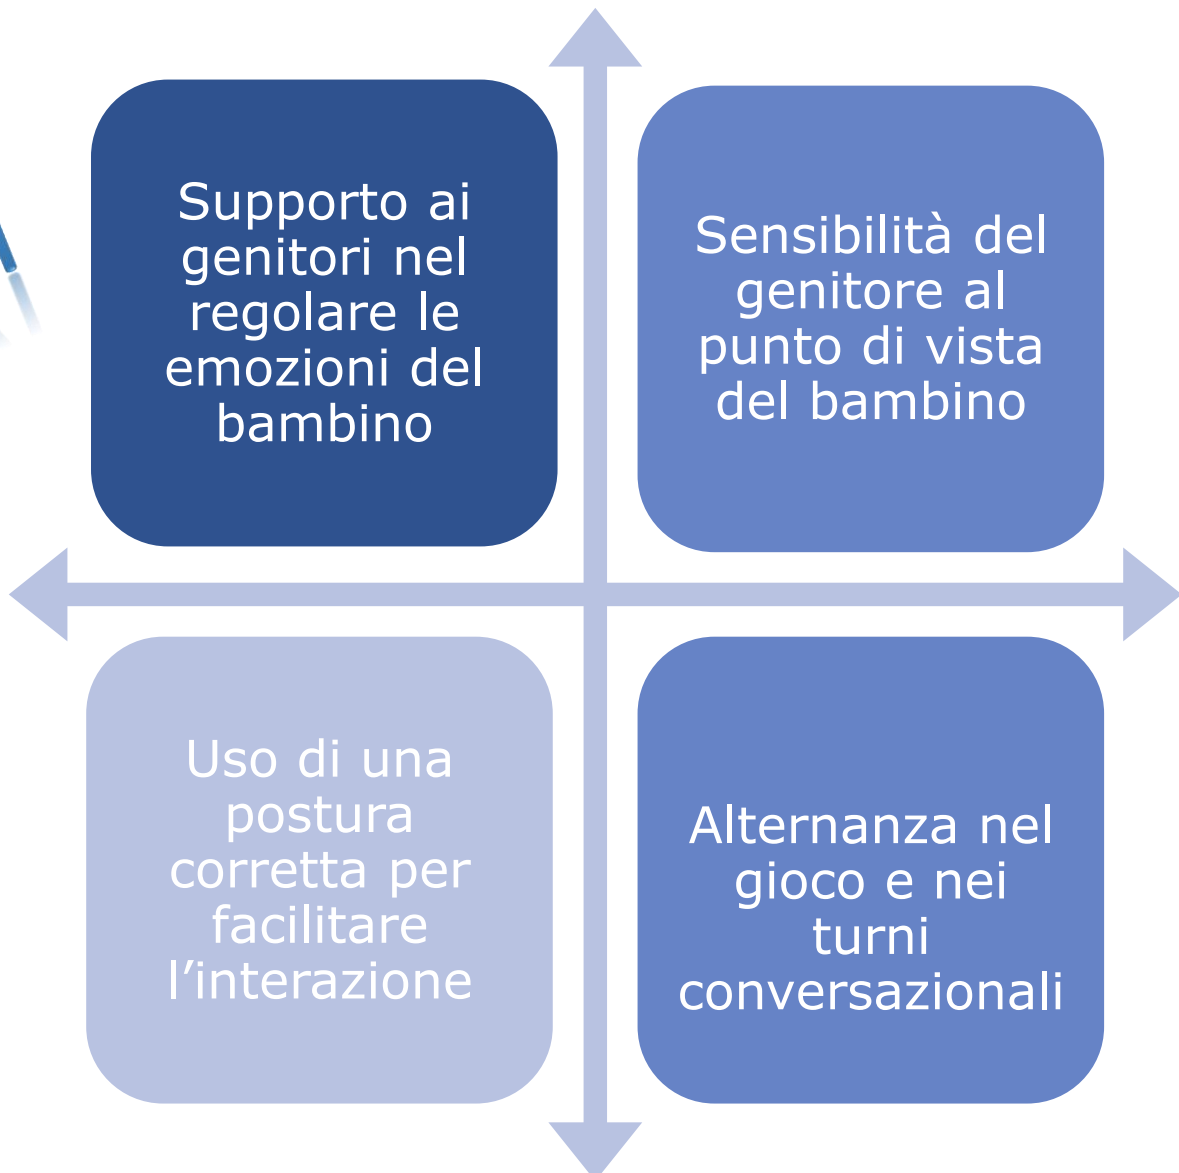 Supporto ai
genitori nel
regolare le
emozioni del
bambino
Sensibilità del
genitore al
punto di vista
del bambino
Uso di una
postura
corretta per
facilitare
l’interazione
Alternanza nel
gioco e nei
turni
conversazionali